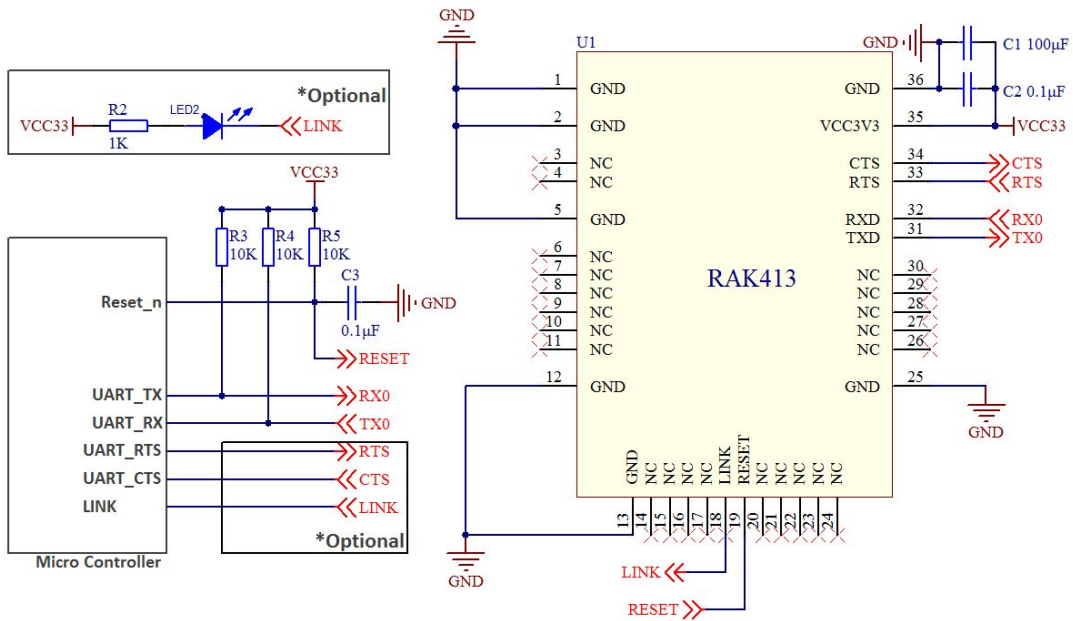 *Optional
VCC33
R2
1K
LED2
LINK
VCC33
R3
10K
R4
10K
R5
10K
C3
0.1µF
GND
Reset_n
RESET
UART_TX
RX0
UART_RX
TX0
UART_RTS
RTS
UART_CTS
CTS
LINK
LINK
*Optional
Micro Controller
GND
U1
RAK413
1 GND
2 GND
3 NC
4 NC
5 GND
6 NC
7 NC
8 NC
9 NC
10 NC
11 NC
12 GND
GND
13 GND
14 NC
15 NC
16 NC
17 NC
18 LINK
19 RESET
20 NC
21 NC
22 NC
23 NC
24 NC
LINK
RESET
GND
C1 100µF
C2 0.1µF
GND 36
VCC3V3 35
VCC33
CTS 34 CTS
RTS 33 RTS
RXD 32 RX0
TXD 31 TX0
NC 30
NC 29
NC 28
NC 27
NC 26
GND 25
GND